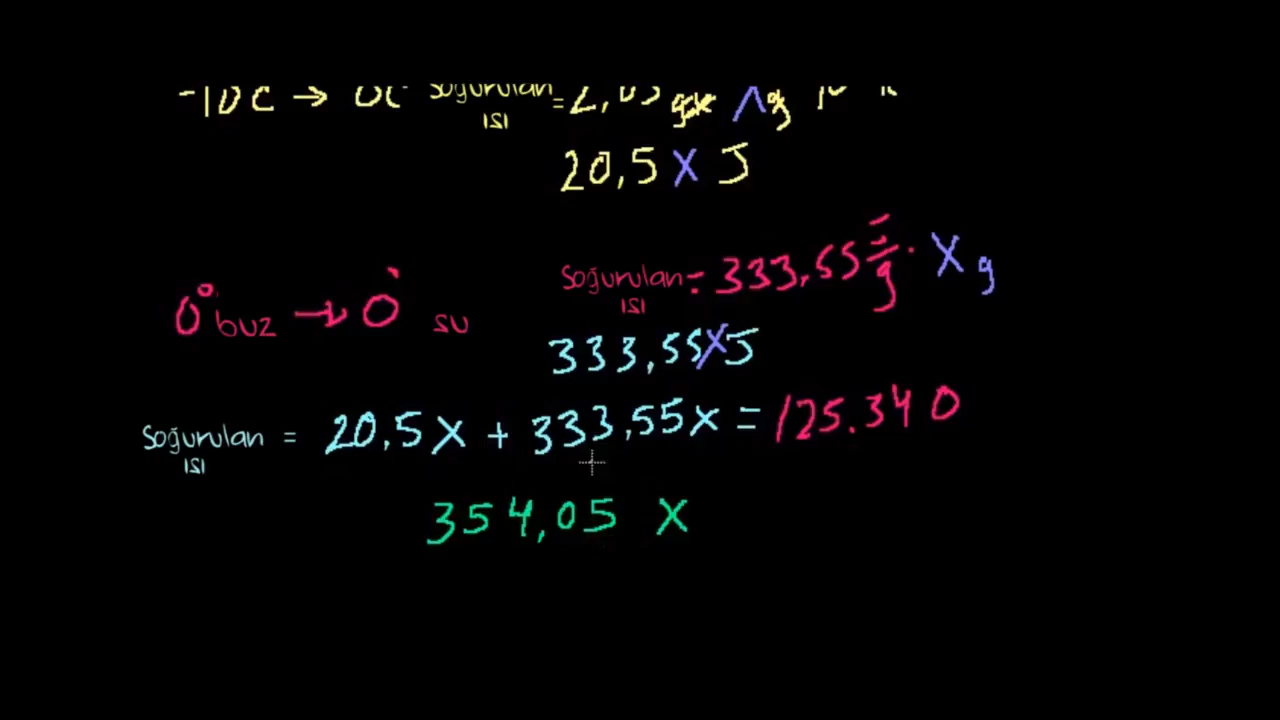 -10C → 0C Soğurulan = 2,05
ısı
20,5 X J
0° buz → 0° su
Soğurulan = 333,55 J/g · X g
ısı
333,55 X J
Soğurulan = 20,5 X + 333,55 X = 125.340
ısı
354,05 X